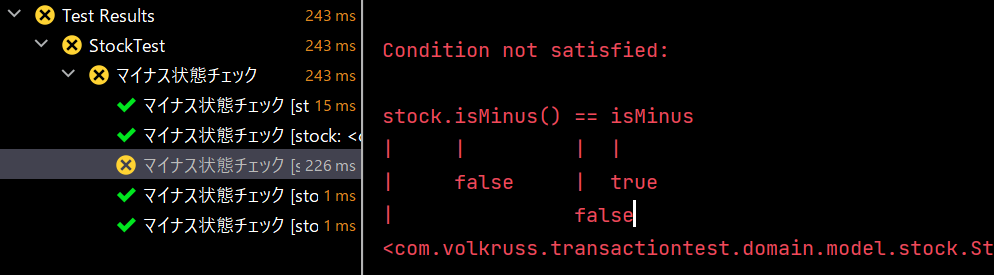 Test Results 243 ms
StockTest 243 ms
マイナス状態チェック 243 ms
マイナス状態チェック [st 15 ms
マイナス状態チェック [stock: <c
マイナス状態チェック [s 226 ms
マイナス状態チェック [sto 1 ms
マイナス状態チェック [sto 1 ms
Condition not satisfied:
stock.isMinus() == isMinus
|     |         |  |
|     false     |  true
|               false
<com.volkruss.transactiontest.domain.model.stock.St